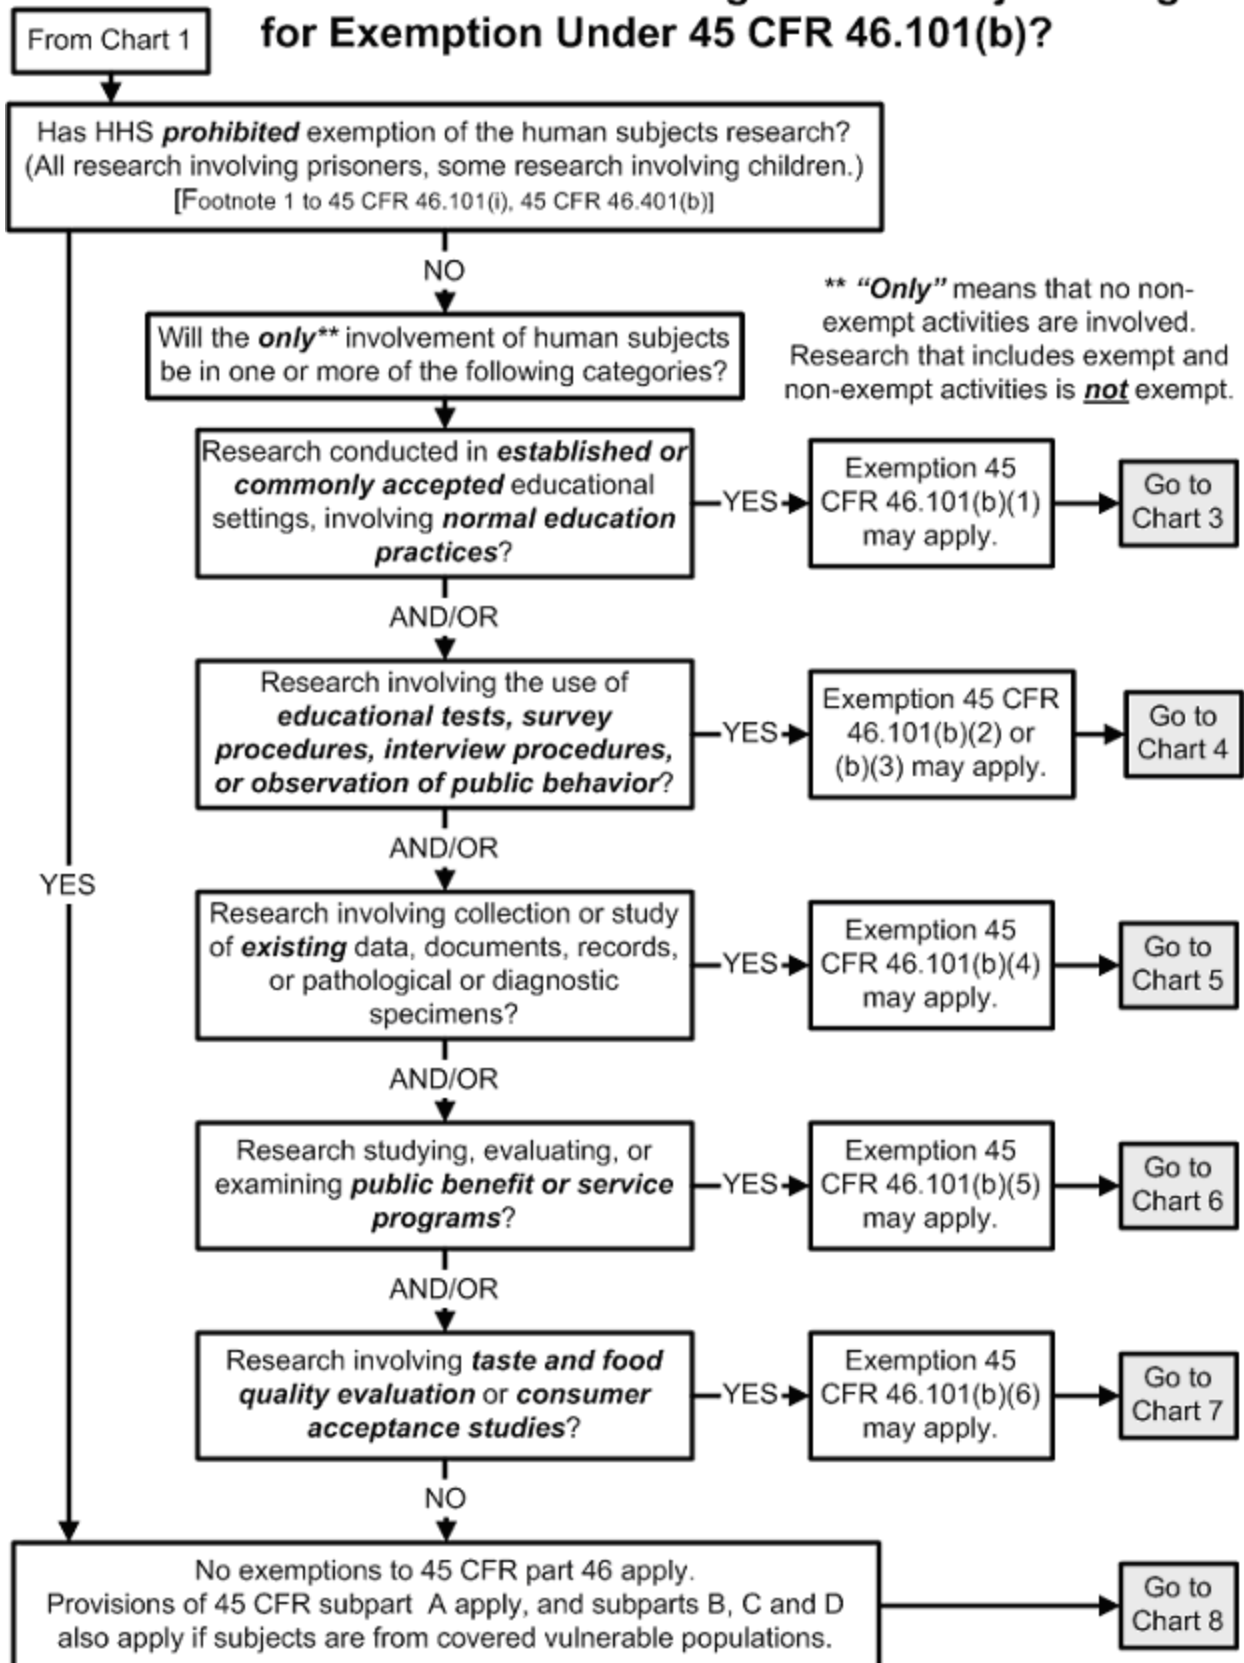 From Chart 1
for Exemption Under 45 CFR 46.101(b)?
Has HHS prohibited exemption of the human subjects research?
(All research involving prisoners, some research involving children.)
[Footnote 1 to 45 CFR 46.101(i), 45 CFR 46.401(b)]
NO
** “Only” means that no non-
exempt activities are involved.
Research that includes exempt and
non-exempt activities is not exempt.
Will the only** involvement of human subjects
be in one or more of the following categories?
Research conducted in established or
commonly accepted educational
settings, involving normal education
practices?
YES
Exemption 45
CFR 46.101(b)(1)
may apply.
Go to
Chart 3
AND/OR
Research involving the use of
educational tests, survey
procedures, interview procedures,
or observation of public behavior?
YES
Exemption 45 CFR
46.101(b)(2) or
(b)(3) may apply.
Go to
Chart 4
AND/OR
YES
Research involving collection or study
of existing data, documents, records,
or pathological or diagnostic
specimens?
YES
Exemption 45
CFR 46.101(b)(4)
may apply.
Go to
Chart 5
AND/OR
Research studying, evaluating, or
examining public benefit or service
programs?
YES
Exemption 45
CFR 46.101(b)(5)
may apply.
Go to
Chart 6
AND/OR
Research involving taste and food
quality evaluation or consumer
acceptance studies?
YES
Exemption 45
CFR 46.101(b)(6)
may apply.
Go to
Chart 7
NO
No exemptions to 45 CFR part 46 apply.
Provisions of 45 CFR subpart A apply, and subparts B, C and D
also apply if subjects are from covered vulnerable populations.
Go to
Chart 8